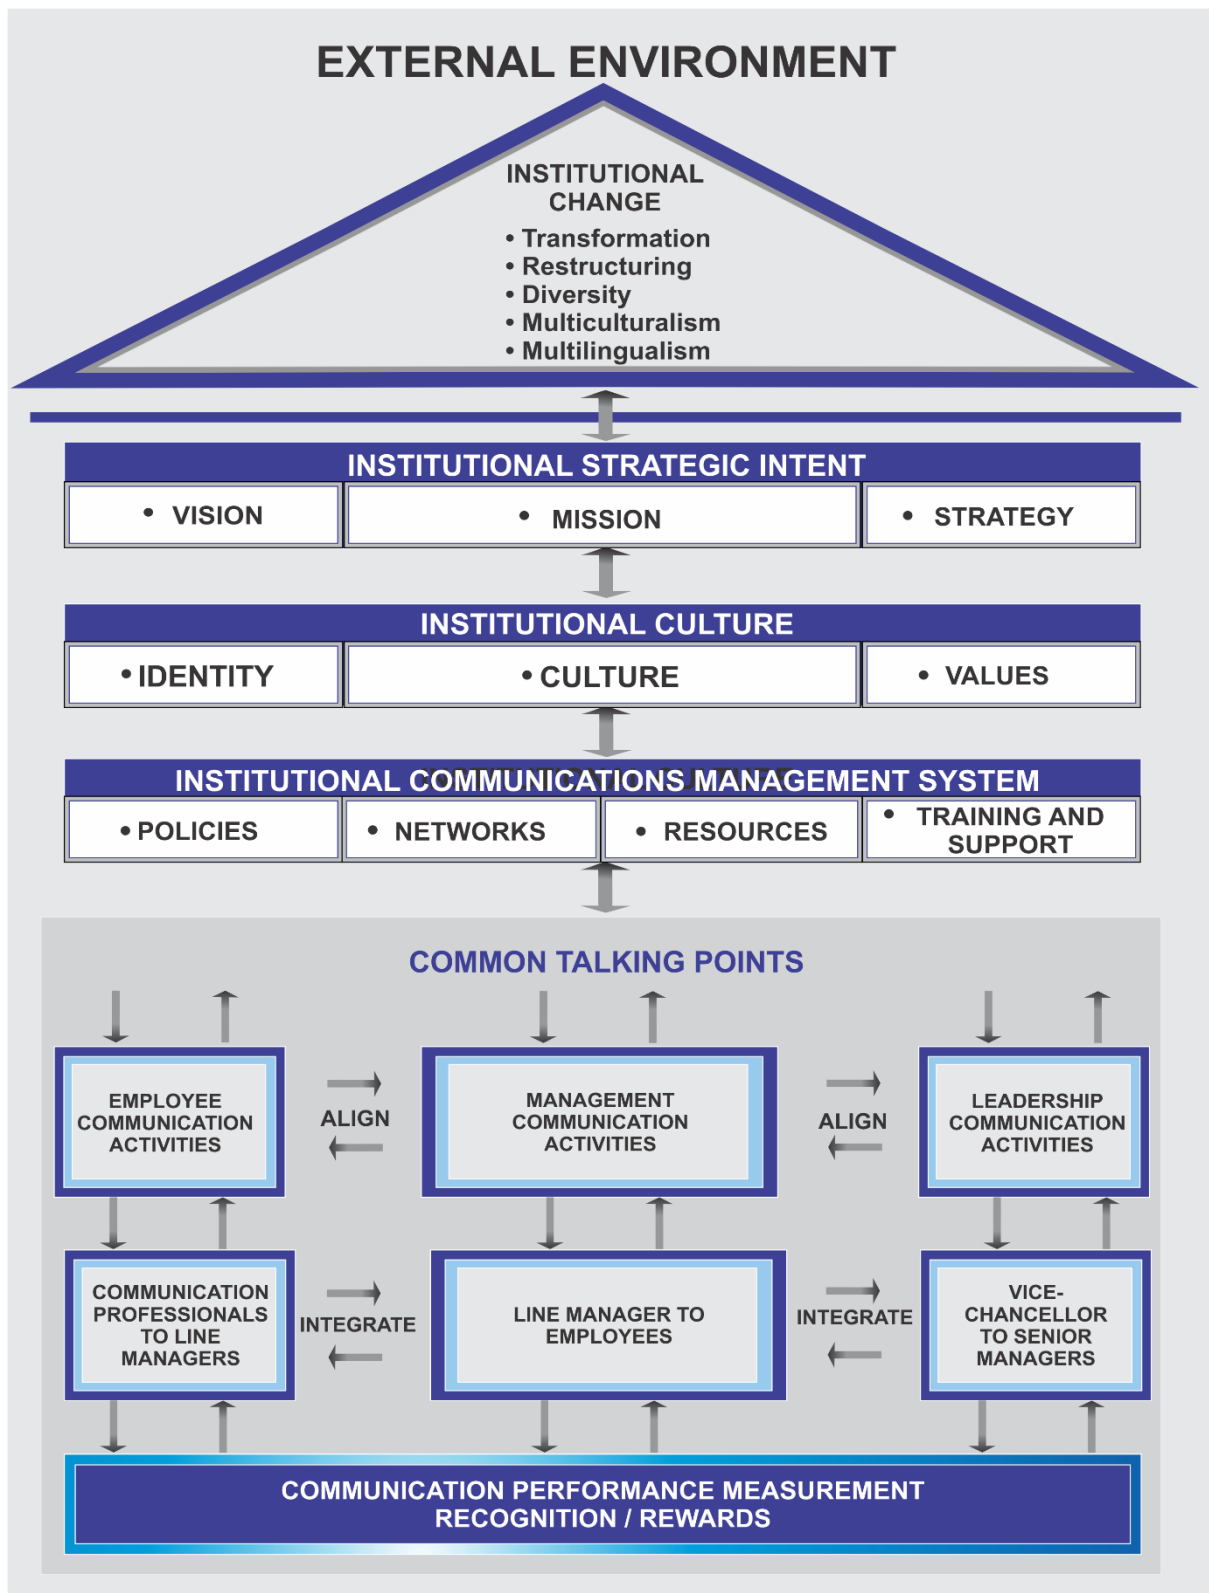 EXTERNAL ENVIRONMENT
INSTITUTIONAL
CHANGE
• Transformation
• Restructuring
• Diversity
• Multiculturalism
• Multilingualism
INSTITUTIONAL STRATEGIC INTENT
• VISION
• MISSION
• STRATEGY
INSTITUTIONAL CULTURE
• IDENTITY
• CULTURE
• VALUES
INSTITUTIONAL CULTURE
INSTITUTIONAL COMMUNICATIONS MANAGEMENT SYSTEM
• POLICIES
• NETWORKS
• RESOURCES
• TRAINING AND
SUPPORT
COMMON TALKING POINTS
EMPLOYEE
COMMUNICATION
ACTIVITIES
ALIGN
MANAGEMENT
COMMUNICATION
ACTIVITIES
ALIGN
LEADERSHIP
COMMUNICATION
ACTIVITIES
COMMUNICATION
PROFESSIONALS
TO LINE
MANAGERS
INTEGRATE
LINE MANAGER TO
EMPLOYEES
INTEGRATE
VICE-
CHANCELLOR
TO SENIOR
MANAGERS
COMMUNICATION PERFORMANCE MEASUREMENT
RECOGNITION / REWARDS